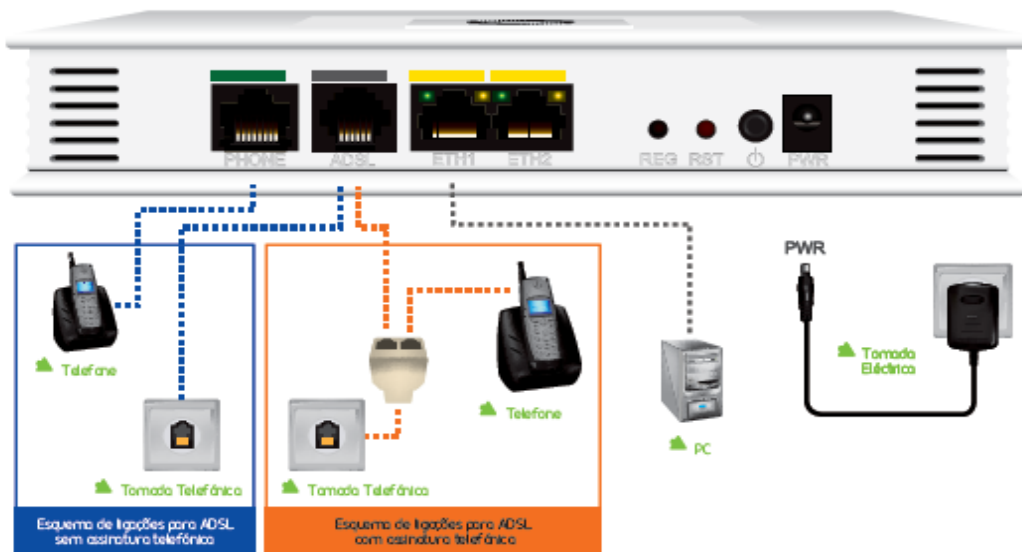 PHONE ADSL ETH1 ETH2 REG RST PWR
PWR
Telefone
Tomada
Eléctrica
Telefone
PC
Tomada Telefónica
Tomada Telefónica
Esquema de ligações para ADSL
sem assinatura telefónica
Esquema de ligações para ADSL
com assinatura telefónica